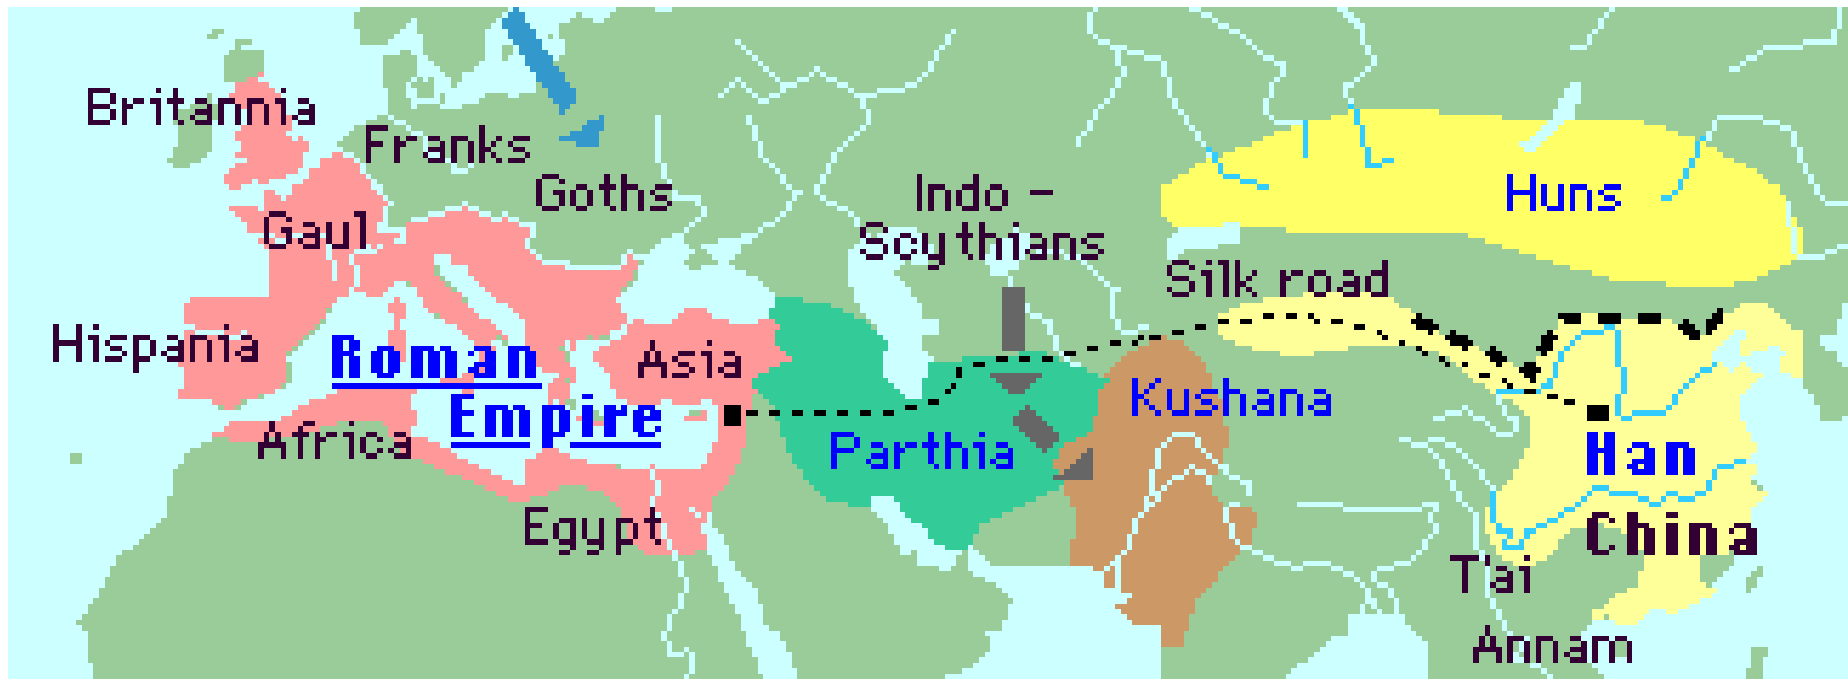 Britannia
Franks
Goths
Indo -
Scythians
Huns
Gaul
Silk road
Hispania
Roman
Empire
Asia
Kushana
Africa
Parthia
Han
China
Egypt
T'ai
Annam